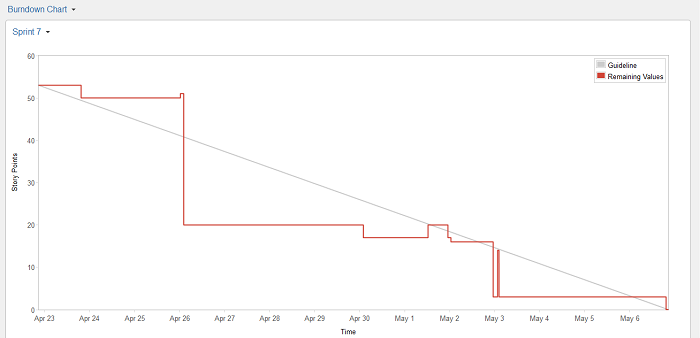 Burndown Chart
Sprint 7
60
50
40
30
20
10
0
Story Points
Guideline
Remaining Values
Apr 23 Apr 24 Apr 25 Apr 26 Apr 27 Apr 28 Apr 29 Apr 30 May 1 May 2 May 3 May 4 May 5 May 6
Time